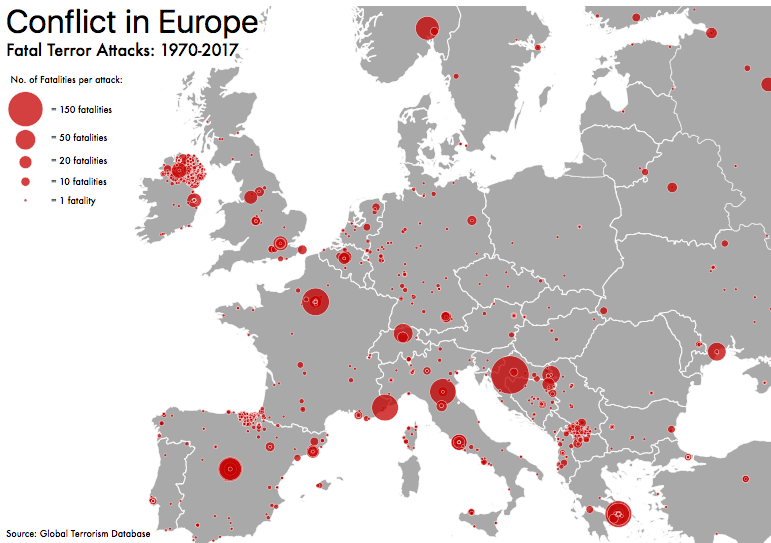 Conflict in Europe
Fatal Terror Attacks: 1970-2017
No. of Fatalities per attack:
= 150 fatalities
= 50 fatalities
= 20 fatalities
= 10 fatalities
= 1 fatality
Source: Global Terrorism Database